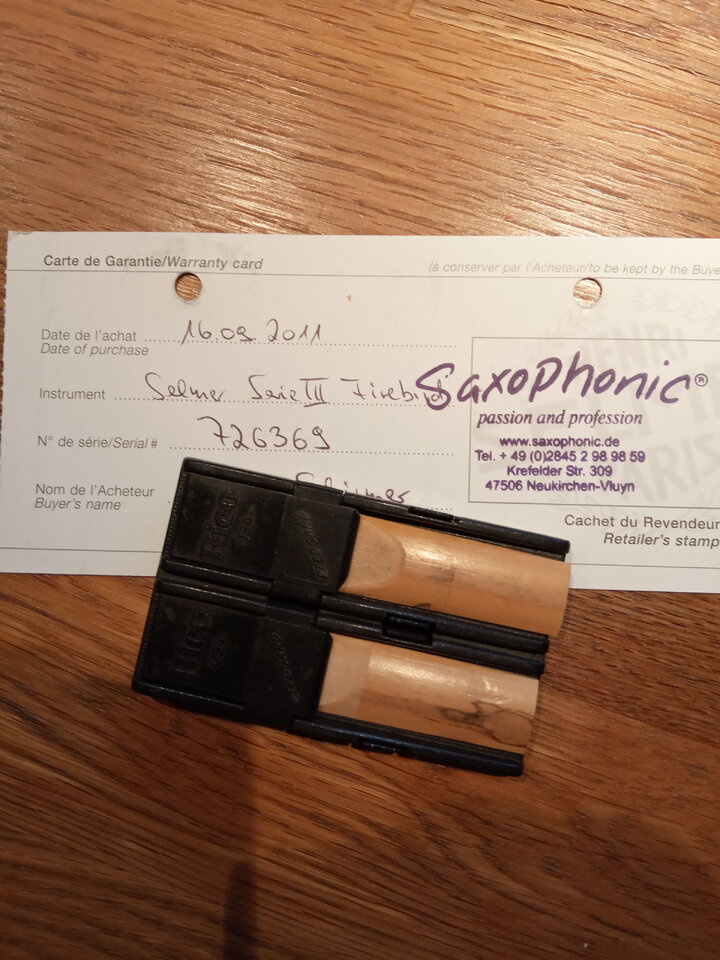 Carte de Garantie/Warranty card
(à conserver par l'Acheteur/to be kept by the Buye
Date de l'achat 16.09.2011
Date of purchase
Instrument Selmer Serie III Firebird
N° de série/Serial # 726369
Nom de l'Acheteur
Buyer's name
Saxophonic®
passion and profession
www.saxophonic.de
Tel. + 49 (0)2845 2 98 98 59
Krefelder Str. 309
47506 Neukirchen-Vluyn
Cachet du Revendeur
Retailer's stamp
Rico
USA
Rico